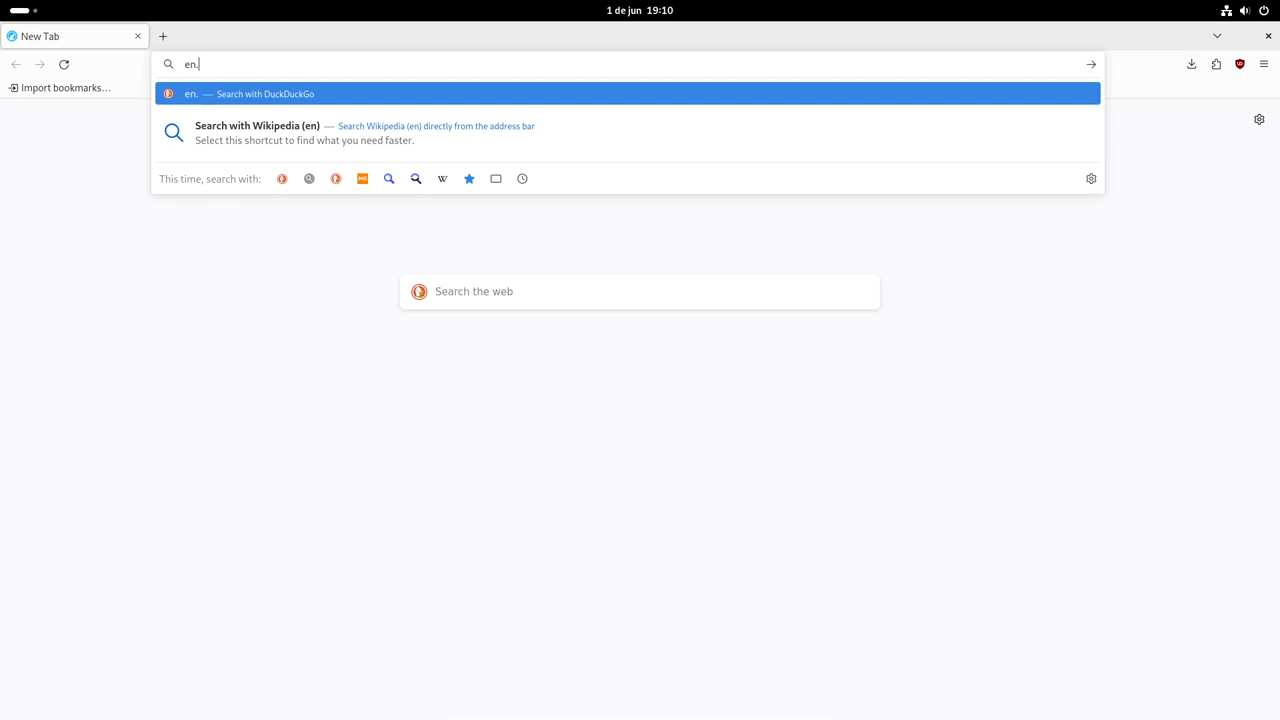 1 de jun 19:10
New Tab
en.
Import bookmarks…
en. — Search with DuckDuckGo
Search with Wikipedia (en) — Search Wikipedia (en) directly from the address bar
Select this shortcut to find what you need faster.
This time, search with:
Search the web